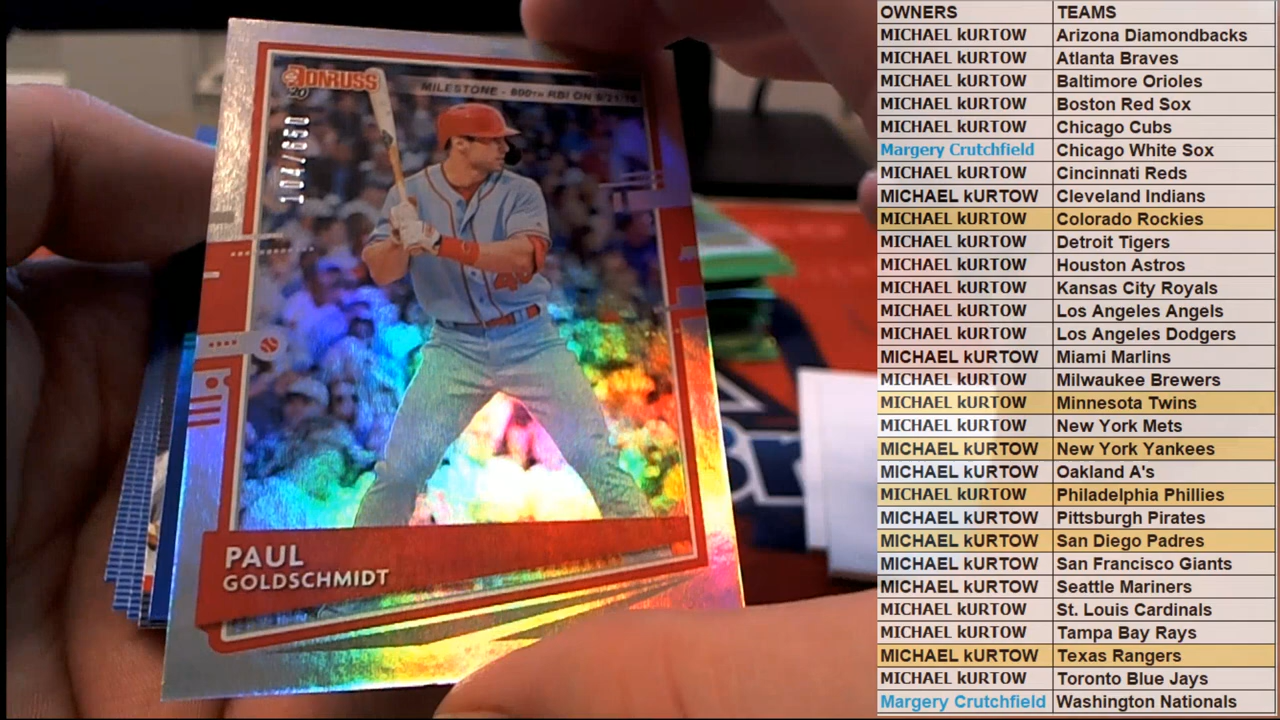 DONRUSS
'20
MILESTONE - 800TH RBI ON 8/21/19
104/650
PAUL
GOLDSCHMIDT
OWNERS TEAMS
MICHAEL kURTOW Arizona Diamondbacks
MICHAEL kURTOW Atlanta Braves
MICHAEL kURTOW Baltimore Orioles
MICHAEL kURTOW Boston Red Sox
MICHAEL kURTOW Chicago Cubs
Margery Crutchfield Chicago White Sox
MICHAEL kURTOW Cincinnati Reds
MICHAEL kURTOW Cleveland Indians
MICHAEL kURTOW Colorado Rockies
MICHAEL kURTOW Detroit Tigers
MICHAEL kURTOW Houston Astros
MICHAEL kURTOW Kansas City Royals
MICHAEL kURTOW Los Angeles Angels
MICHAEL kURTOW Los Angeles Dodgers
MICHAEL kURTOW Miami Marlins
MICHAEL kURTOW Milwaukee Brewers
MICHAEL kURTOW Minnesota Twins
MICHAEL kURTOW New York Mets
MICHAEL kURTOW New York Yankees
MICHAEL kURTOW Oakland A's
MICHAEL kURTOW Philadelphia Phillies
MICHAEL kURTOW Pittsburgh Pirates
MICHAEL kURTOW San Diego Padres
MICHAEL kURTOW San Francisco Giants
MICHAEL kURTOW Seattle Mariners
MICHAEL kURTOW St. Louis Cardinals
MICHAEL kURTOW Tampa Bay Rays
MICHAEL kURTOW Texas Rangers
MICHAEL kURTOW Toronto Blue Jays
Margery Crutchfield Washington Nationals